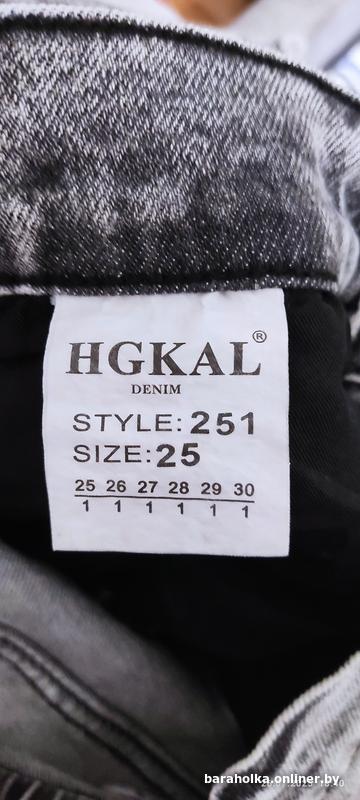 HGKAL®
DENIM
STYLE: 251
SIZE: 25
25 26 27 28 29 30
1 1 1 1 1 1
baraholka.onliner.by